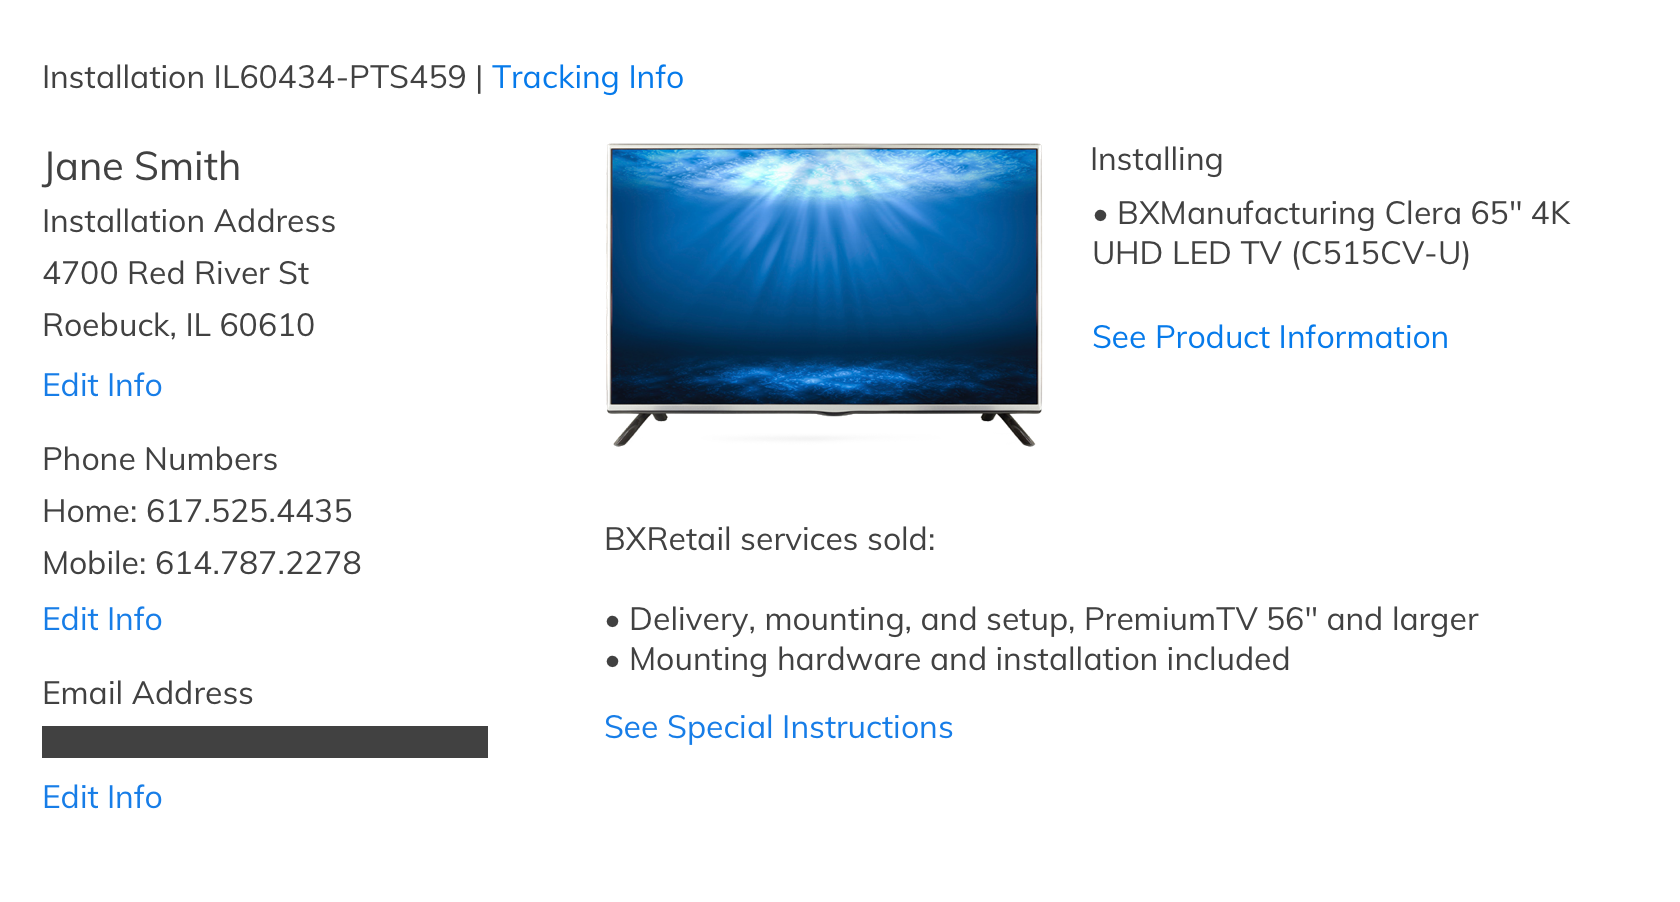 Installation IL60434-PTS459 | Tracking Info
Jane Smith
Installation Address
4700 Red River St
Roebuck, IL 60610
Edit Info
Phone Numbers
Home: 617.525.4435
Mobile: 614.787.2278
Edit Info
Email Address
Edit Info
Installing
• BXManufacturing Clera 65" 4K
UHD LED TV (C515CV-U)
See Product Information
BXRetail services sold:
• Delivery, mounting, and setup, PremiumTV 56" and larger
• Mounting hardware and installation included
See Special Instructions